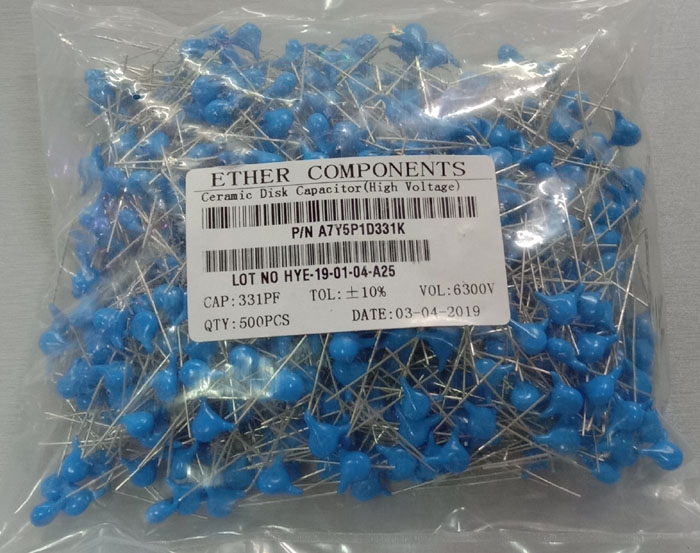 ETHER COMPONENTS
Ceramic Disk Capacitor(High Voltage)
P/N A7Y5P1D331K
LOT NO HYE-19-01-04-A25
CAP:331PF TOL:±10% VOL:6300V
QTY:500PCS DATE:03-04-2019